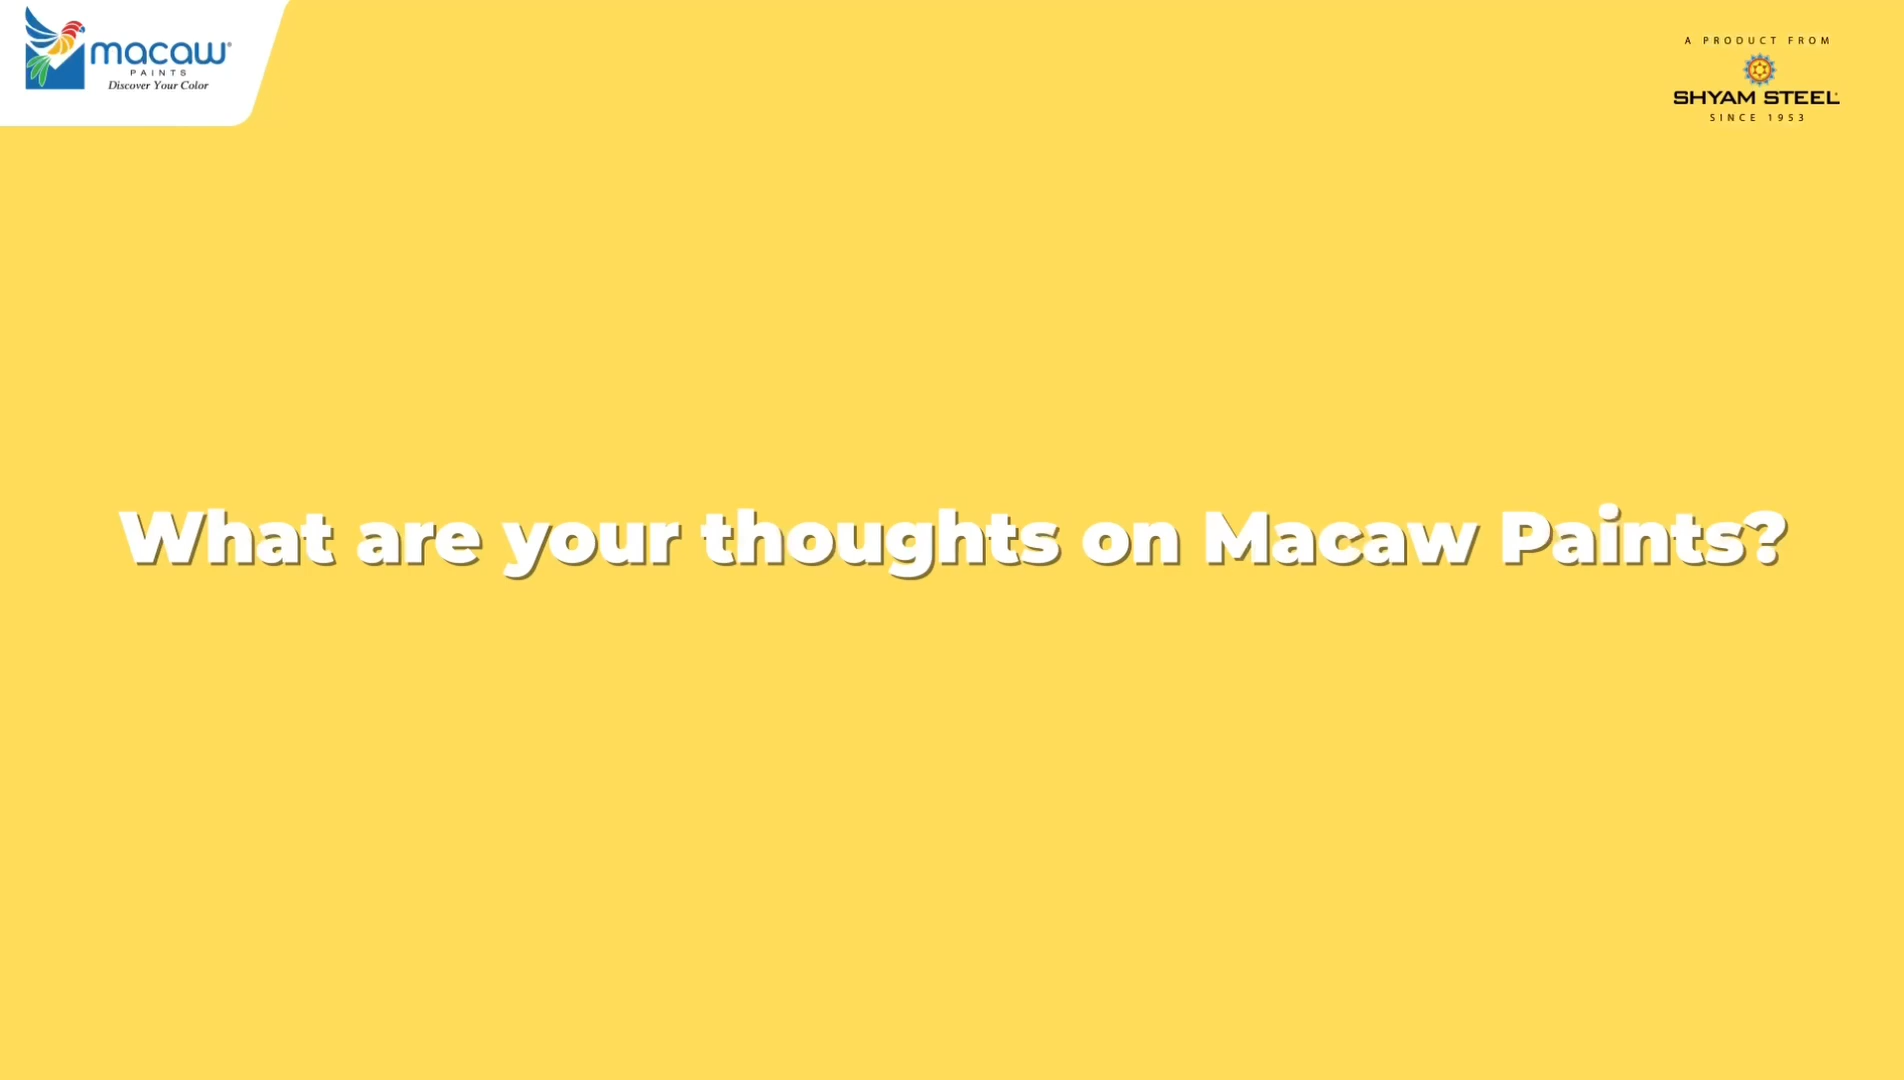 macaw®
PAINTS
Discover Your Color
A PRODUCT FROM
SHYAM STEEL®
SINCE 1953
What are your thoughts on Macaw Paints?